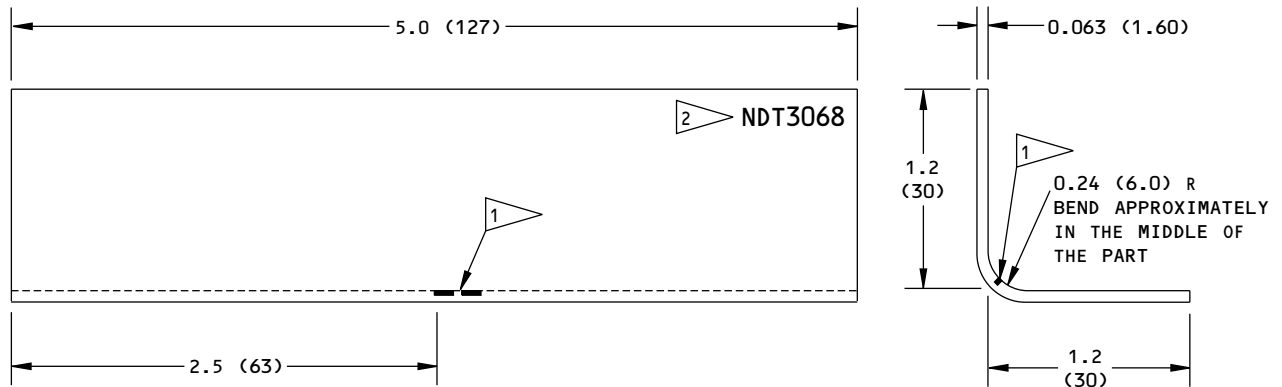 5.0 (127)
0.063 (1.60)
2 NDT3068
1
1.2
(30)
0.24 (6.0) R
BEND APPROXIMATELY
IN THE MIDDLE OF
THE PART
1
2.5 (63)
1.2
(30)